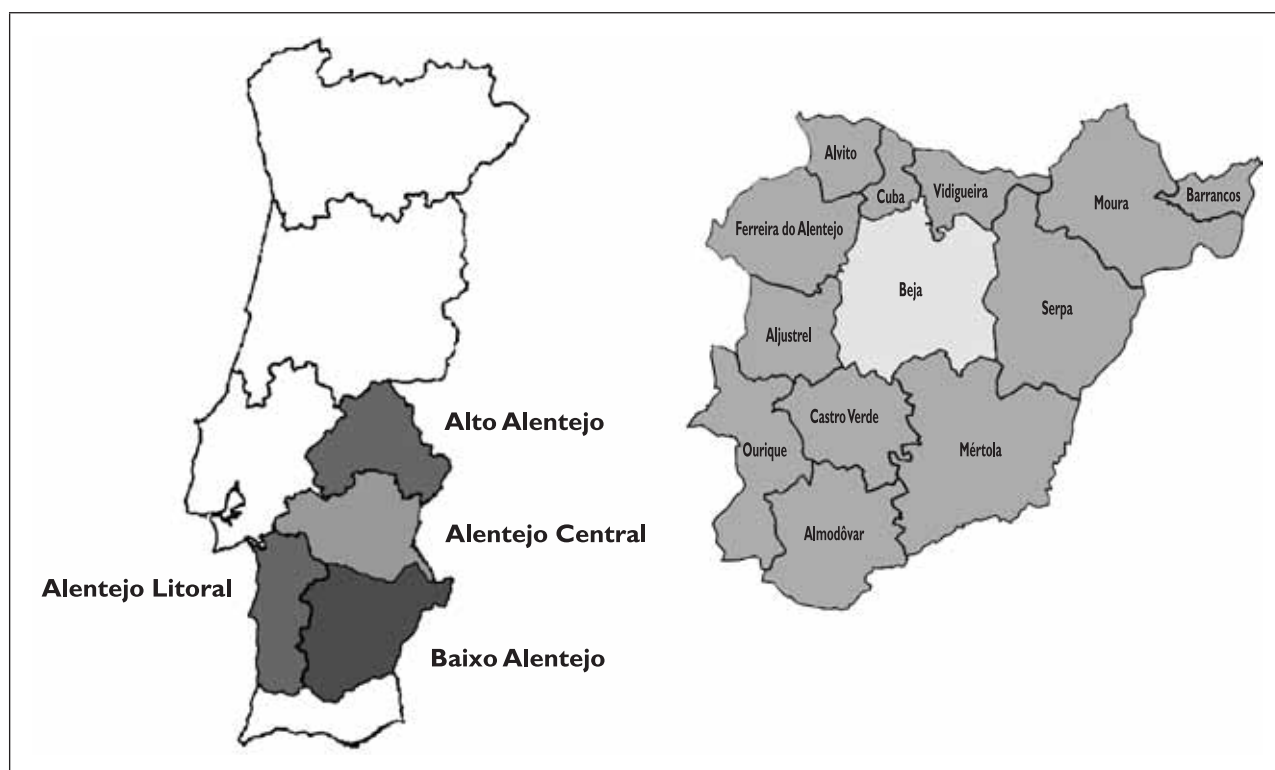 Alto Alentejo
Alentejo Central
Alentejo Litoral
Baixo Alentejo
Alvito
Cuba
Vidigueira
Moura
Barrancos
Ferreira do Alentejo
Beja
Serpa
Aljustrel
Castro Verde
Ourique
Mértola
Almodôvar